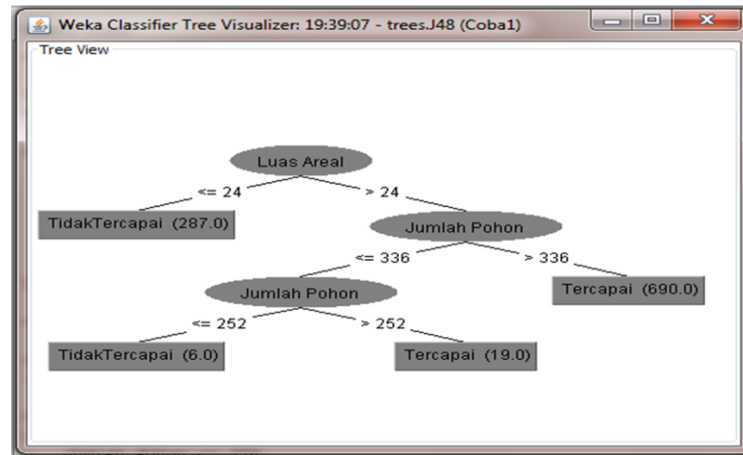 Weka Classifier Tree Visualizer: 19:39:07 - trees.J48 (Coba1)
Tree View
Luas Areal
<= 24
> 24
TidakTercapai (287.0)
Jumlah Pohon
<= 336
> 336
Jumlah Pohon
Tercapai (690.0)
<= 252
> 252
TidakTercapai (6.0)
Tercapai (19.0)